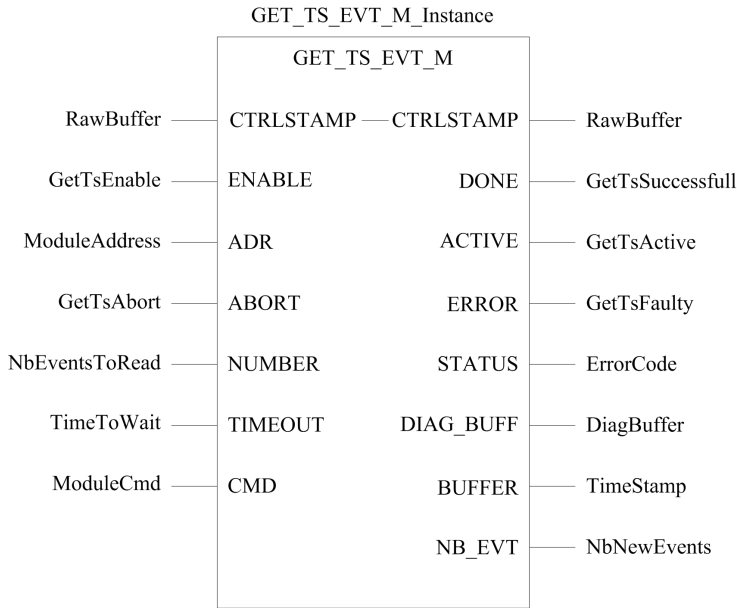 GET_TS_EVT_M_Instance
GET_TS_EVT_M
RawBuffer CTRLSTAMP CTRLSTAMP RawBuffer
GetTsEnable ENABLE DONE GetTsSuccessfull
ModuleAddress ADR ACTIVE GetTsActive
GetTsAbort ABORT ERROR GetTsFaulty
NbEventsToRead NUMBER STATUS ErrorCode
TimeToWait TIMEOUT DIAG_BUFF DiagBuffer
ModuleCmd CMD BUFFER TimeStamp
NB_EVT NbNewEvents